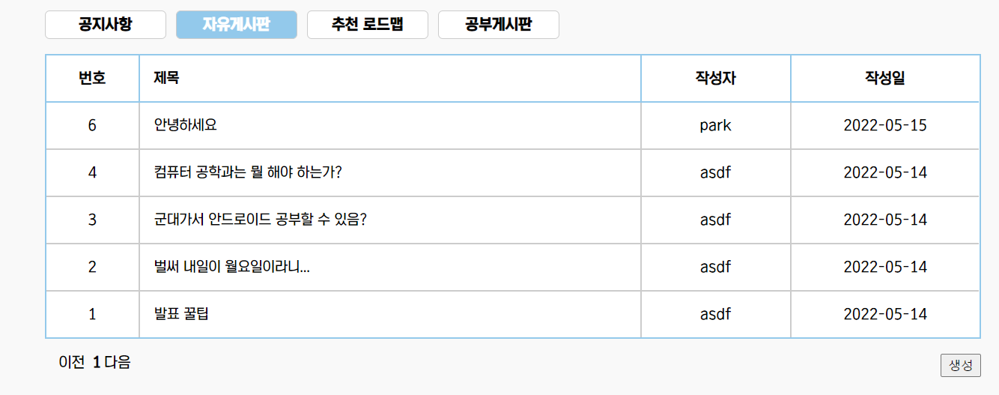 공지사항 자유게시판 추천 로드맵 공부게시판
번호 제목 작성자 작성일
6 안녕하세요 park 2022-05-15
4 컴퓨터 공학과는 뭘 해야 하는가? asdf 2022-05-14
3 군대가서 안드로이드 공부할 수 있음? asdf 2022-05-14
2 벌써 내일이 월요일이라니... asdf 2022-05-14
1 발표 꿀팁 asdf 2022-05-14
이전 1 다음 생성